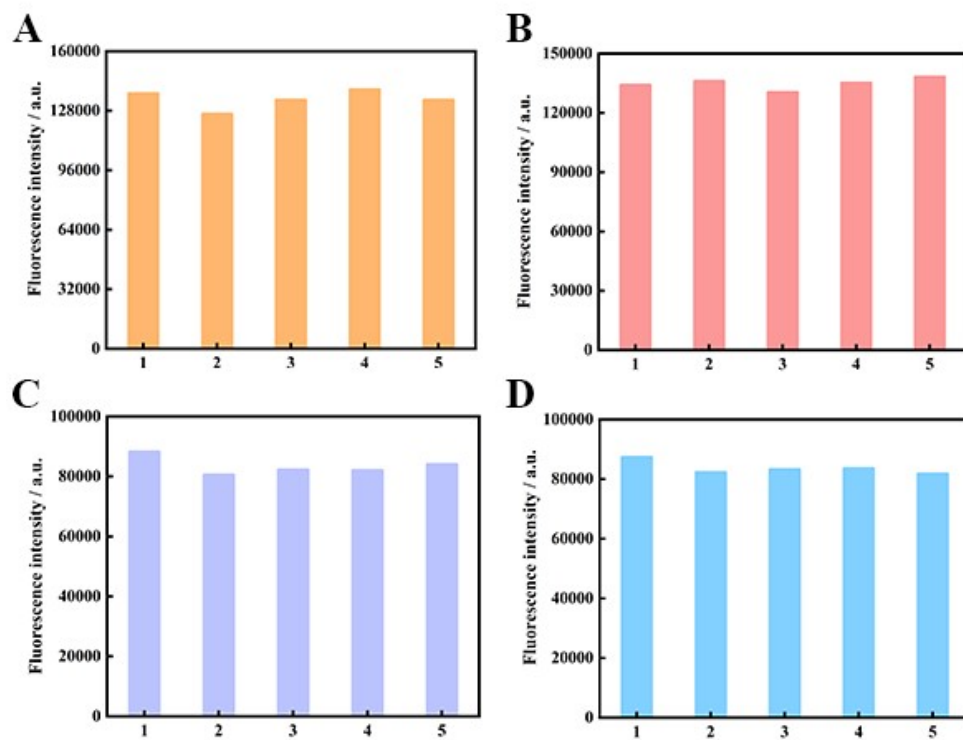 A
Fluorescence intensity / a.u.
160000
128000
96000
64000
32000
0
1 2 3 4 5
B
Fluorescence intensity / a.u.
150000
120000
90000
60000
30000
0
1 2 3 4 5
C
Fluorescence intensity / a.u.
100000
80000
60000
40000
20000
0
1 2 3 4 5
D
Fluorescence intensity / a.u.
100000
80000
60000
40000
20000
0
1 2 3 4 5